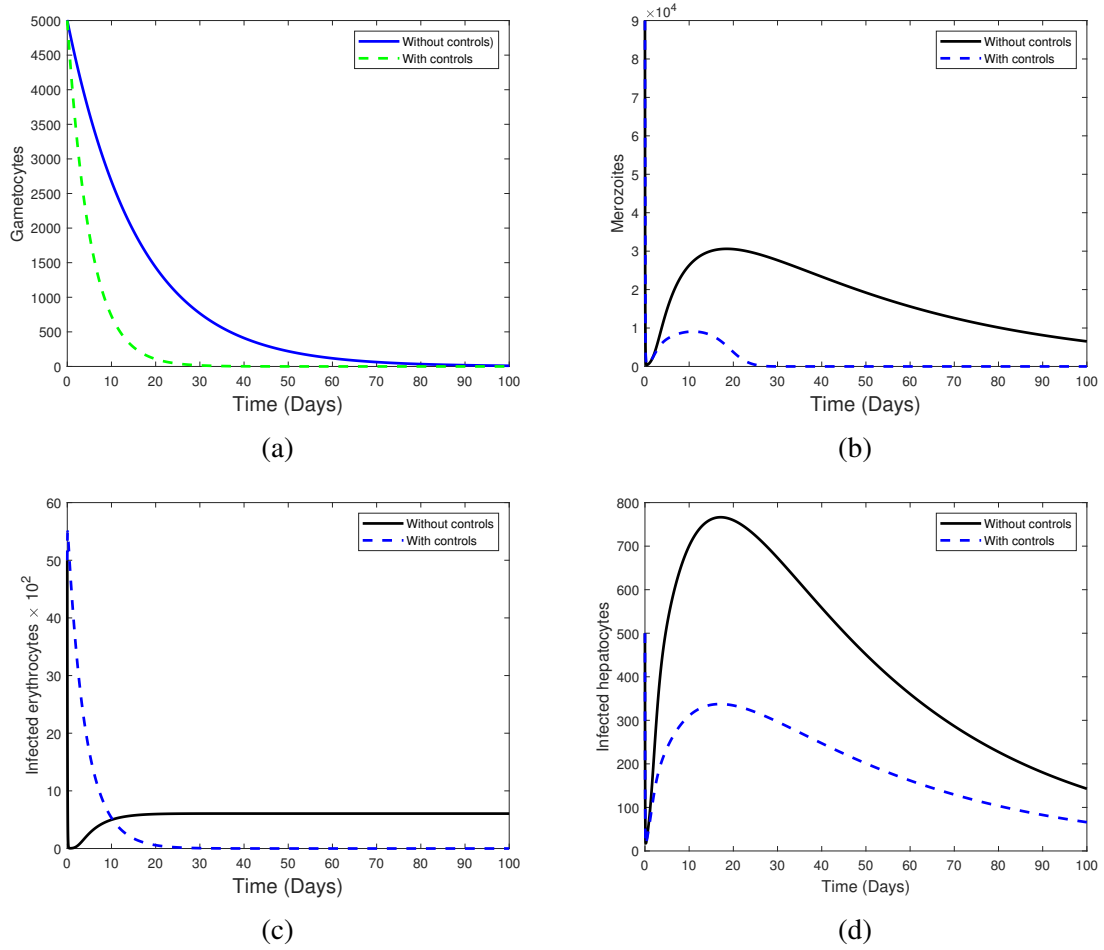 5000
4500
4000
3500
3000
2500
2000
1500
1000
500
0
Gametocytes
0 10 20 30 40 50 60 70 80 90 100
Time (Days)
Without controls)
With controls
(a)
×10⁴
9
8
7
6
5
4
3
2
1
0
Merozoites
0 10 20 30 40 50 60 70 80 90 100
Time (Days)
Without controls
With controls
(b)
60
50
40
30
20
10
0
Infected erythrocytes × 10²
0 10 20 30 40 50 60 70 80 90 100
Time (Days)
Without controls
With controls
(c)
800
700
600
500
400
300
200
100
0
Infected hepatocytes
0 10 20 30 40 50 60 70 80 90 100
Time (Days)
Without controls
With controls
(d)